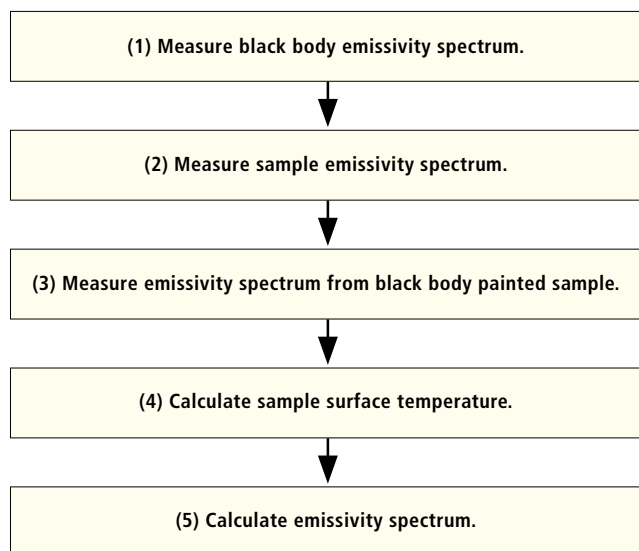 (1) Measure black body emissivity spectrum.
(2) Measure sample emissivity spectrum.
(3) Measure emissivity spectrum from black body painted sample.
(4) Calculate sample surface temperature.
(5) Calculate emissivity spectrum.